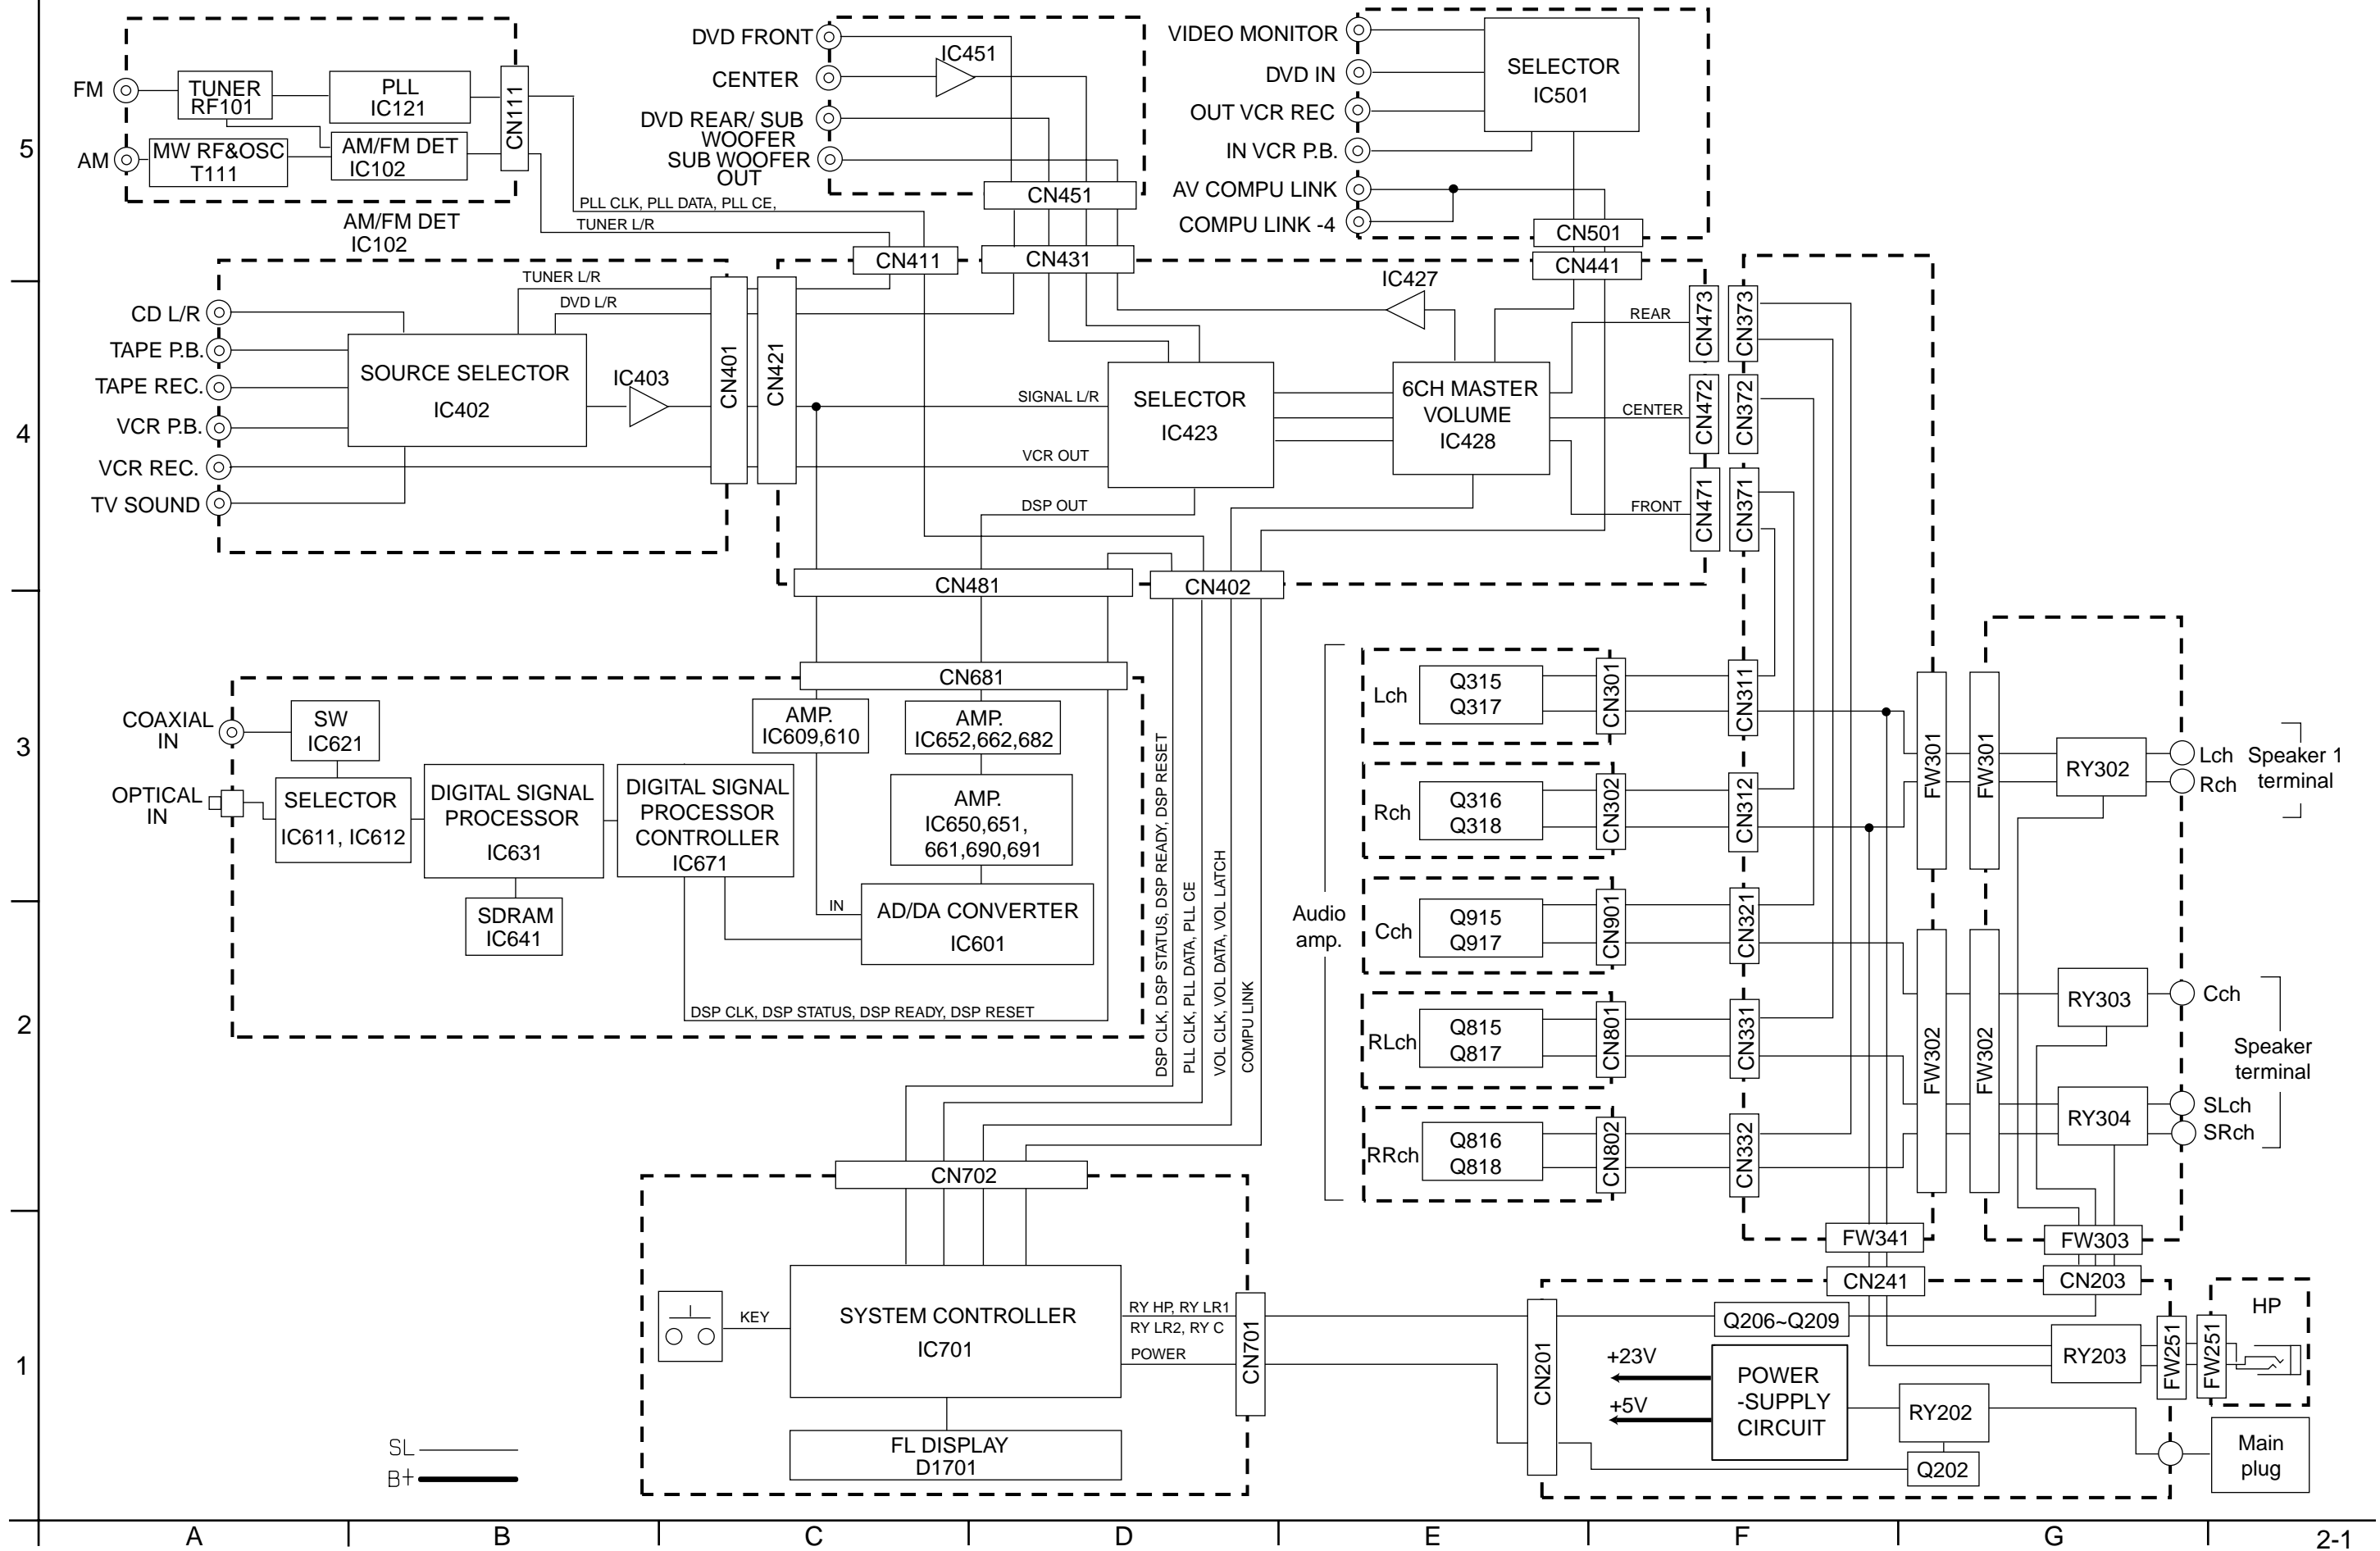 5
4
3
2
1
FM
AM
TUNER
RF101
PLL
IC121
MW RF&OSC
T111
AM/FM DET
IC102
CN111
AM/FM DET
IC102
PLL CLK, PLL DATA, PLL CE,
TUNER L/R
DVD FRONT
CENTER
DVD REAR/ SUB
WOOFER
SUB WOOFER
OUT
IC451
CN451
VIDEO MONITOR
DVD IN
OUT VCR REC
IN VCR P.B.
AV COMPU LINK
COMPU LINK -4
SELECTOR
IC501
CN501
CN411
CN431
CN441
CD L/R
TAPE P.B.
TAPE REC.
VCR P.B.
VCR REC.
TV SOUND
TUNER L/R
DVD L/R
SOURCE SELECTOR
IC402
IC403
CN401
CN421
SIGNAL L/R
VCR OUT
DSP OUT
SELECTOR
IC423
IC427
6CH MASTER
VOLUME
IC428
REAR
CENTER
FRONT
CN473
CN373
CN472
CN372
CN471
CN371
CN481
CN402
CN681
COAXIAL
IN
OPTICAL
IN
SW
IC621
SELECTOR
IC611, IC612
DIGITAL SIGNAL
PROCESSOR
IC631
SDRAM
IC641
DIGITAL SIGNAL
PROCESSOR
CONTROLLER
IC671
AMP.
IC609,610
AMP.
IC652,662,682
AMP.
IC650,651,
661,690,691
IN
AD/DA CONVERTER
IC601
DSP CLK, DSP STATUS, DSP READY, DSP RESET
DSP CLK, DSP STATUS, DSP READY, DSP RESET
PLL CLK, PLL DATA, PLL CE
VOL CLK, VOL DATA, VOL LATCH
COMPU LINK
Audio
amp.
Lch
Q315
Q317
CN301
CN311
Rch
Q316
Q318
CN302
CN312
Cch
Q915
Q917
CN901
CN321
RLch
Q815
Q817
CN801
CN331
RRch
Q816
Q818
CN802
CN332
FW301
FW301
FW302
FW302
RY302
Lch
Rch
Speaker 1
terminal
RY303
Cch
RY304
SLch
SRch
Speaker
terminal
FW341
FW303
CN241
CN203
CN702
KEY
SYSTEM CONTROLLER
IC701
RY HP, RY LR1
RY LR2, RY C
POWER
CN701
FL DISPLAY
D1701
CN201
Q206~Q209
+23V
+5V
POWER
-SUPPLY
CIRCUIT
RY203
RY202
Q202
FW251
FW251
HP
Main
plug
SL
B+
A
B
C
D
E
F
G
2-1